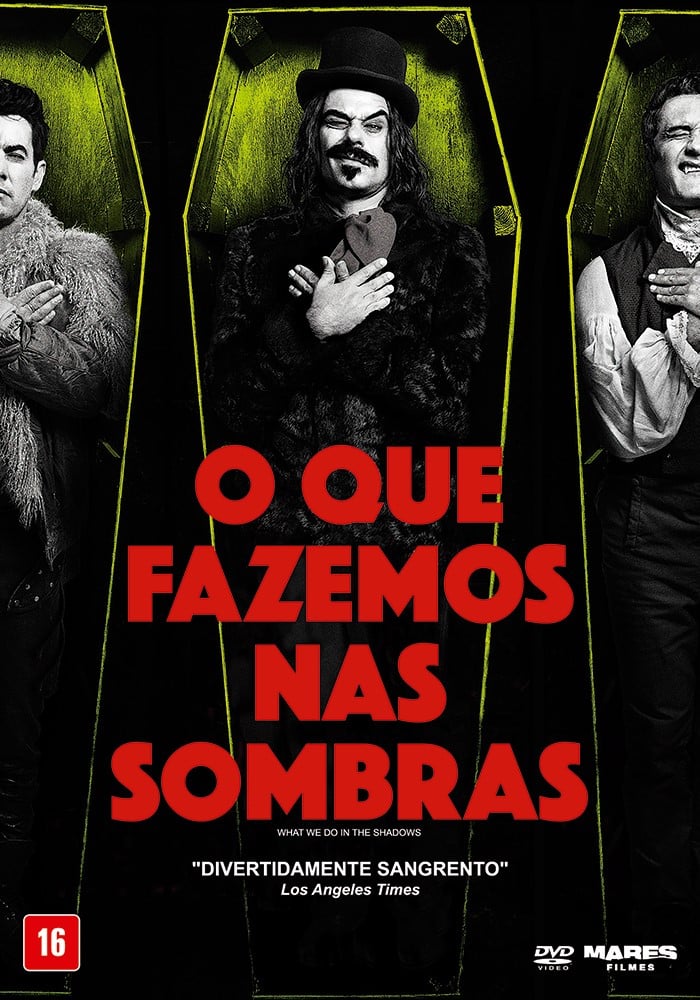 O QUE
FAZEMOS
NAS
SOMBRAS
WHAT WE DO IN THE SHADOWS
"DIVERTIDAMENTE SANGRENTO"
Los Angeles Times
16
DVD
VIDEO
MARES
FILMES